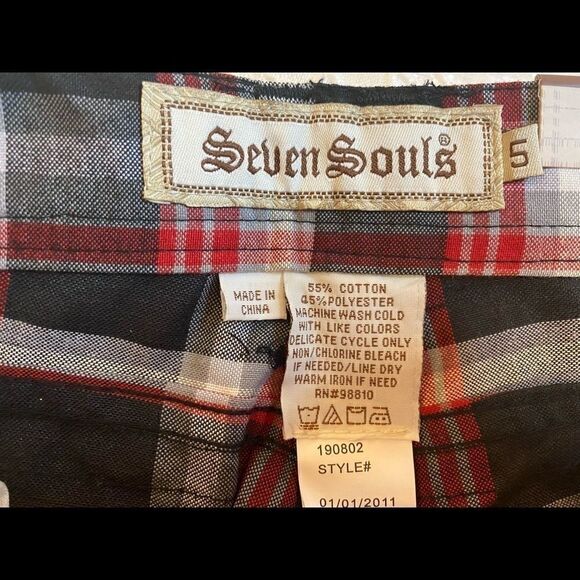 Seven Souls®
5
MADE IN
CHINA
55% COTTON
45%POLYESTER
MACHINE WASH COLD
WITH LIKE COLORS
DELICATE CYCLE ONLY
NON/CHLORINE BLEACH
IF NEEDED/LINE DRY
WARM IRON IF NEED
RN#98810
190802
STYLE#
01/01/2011